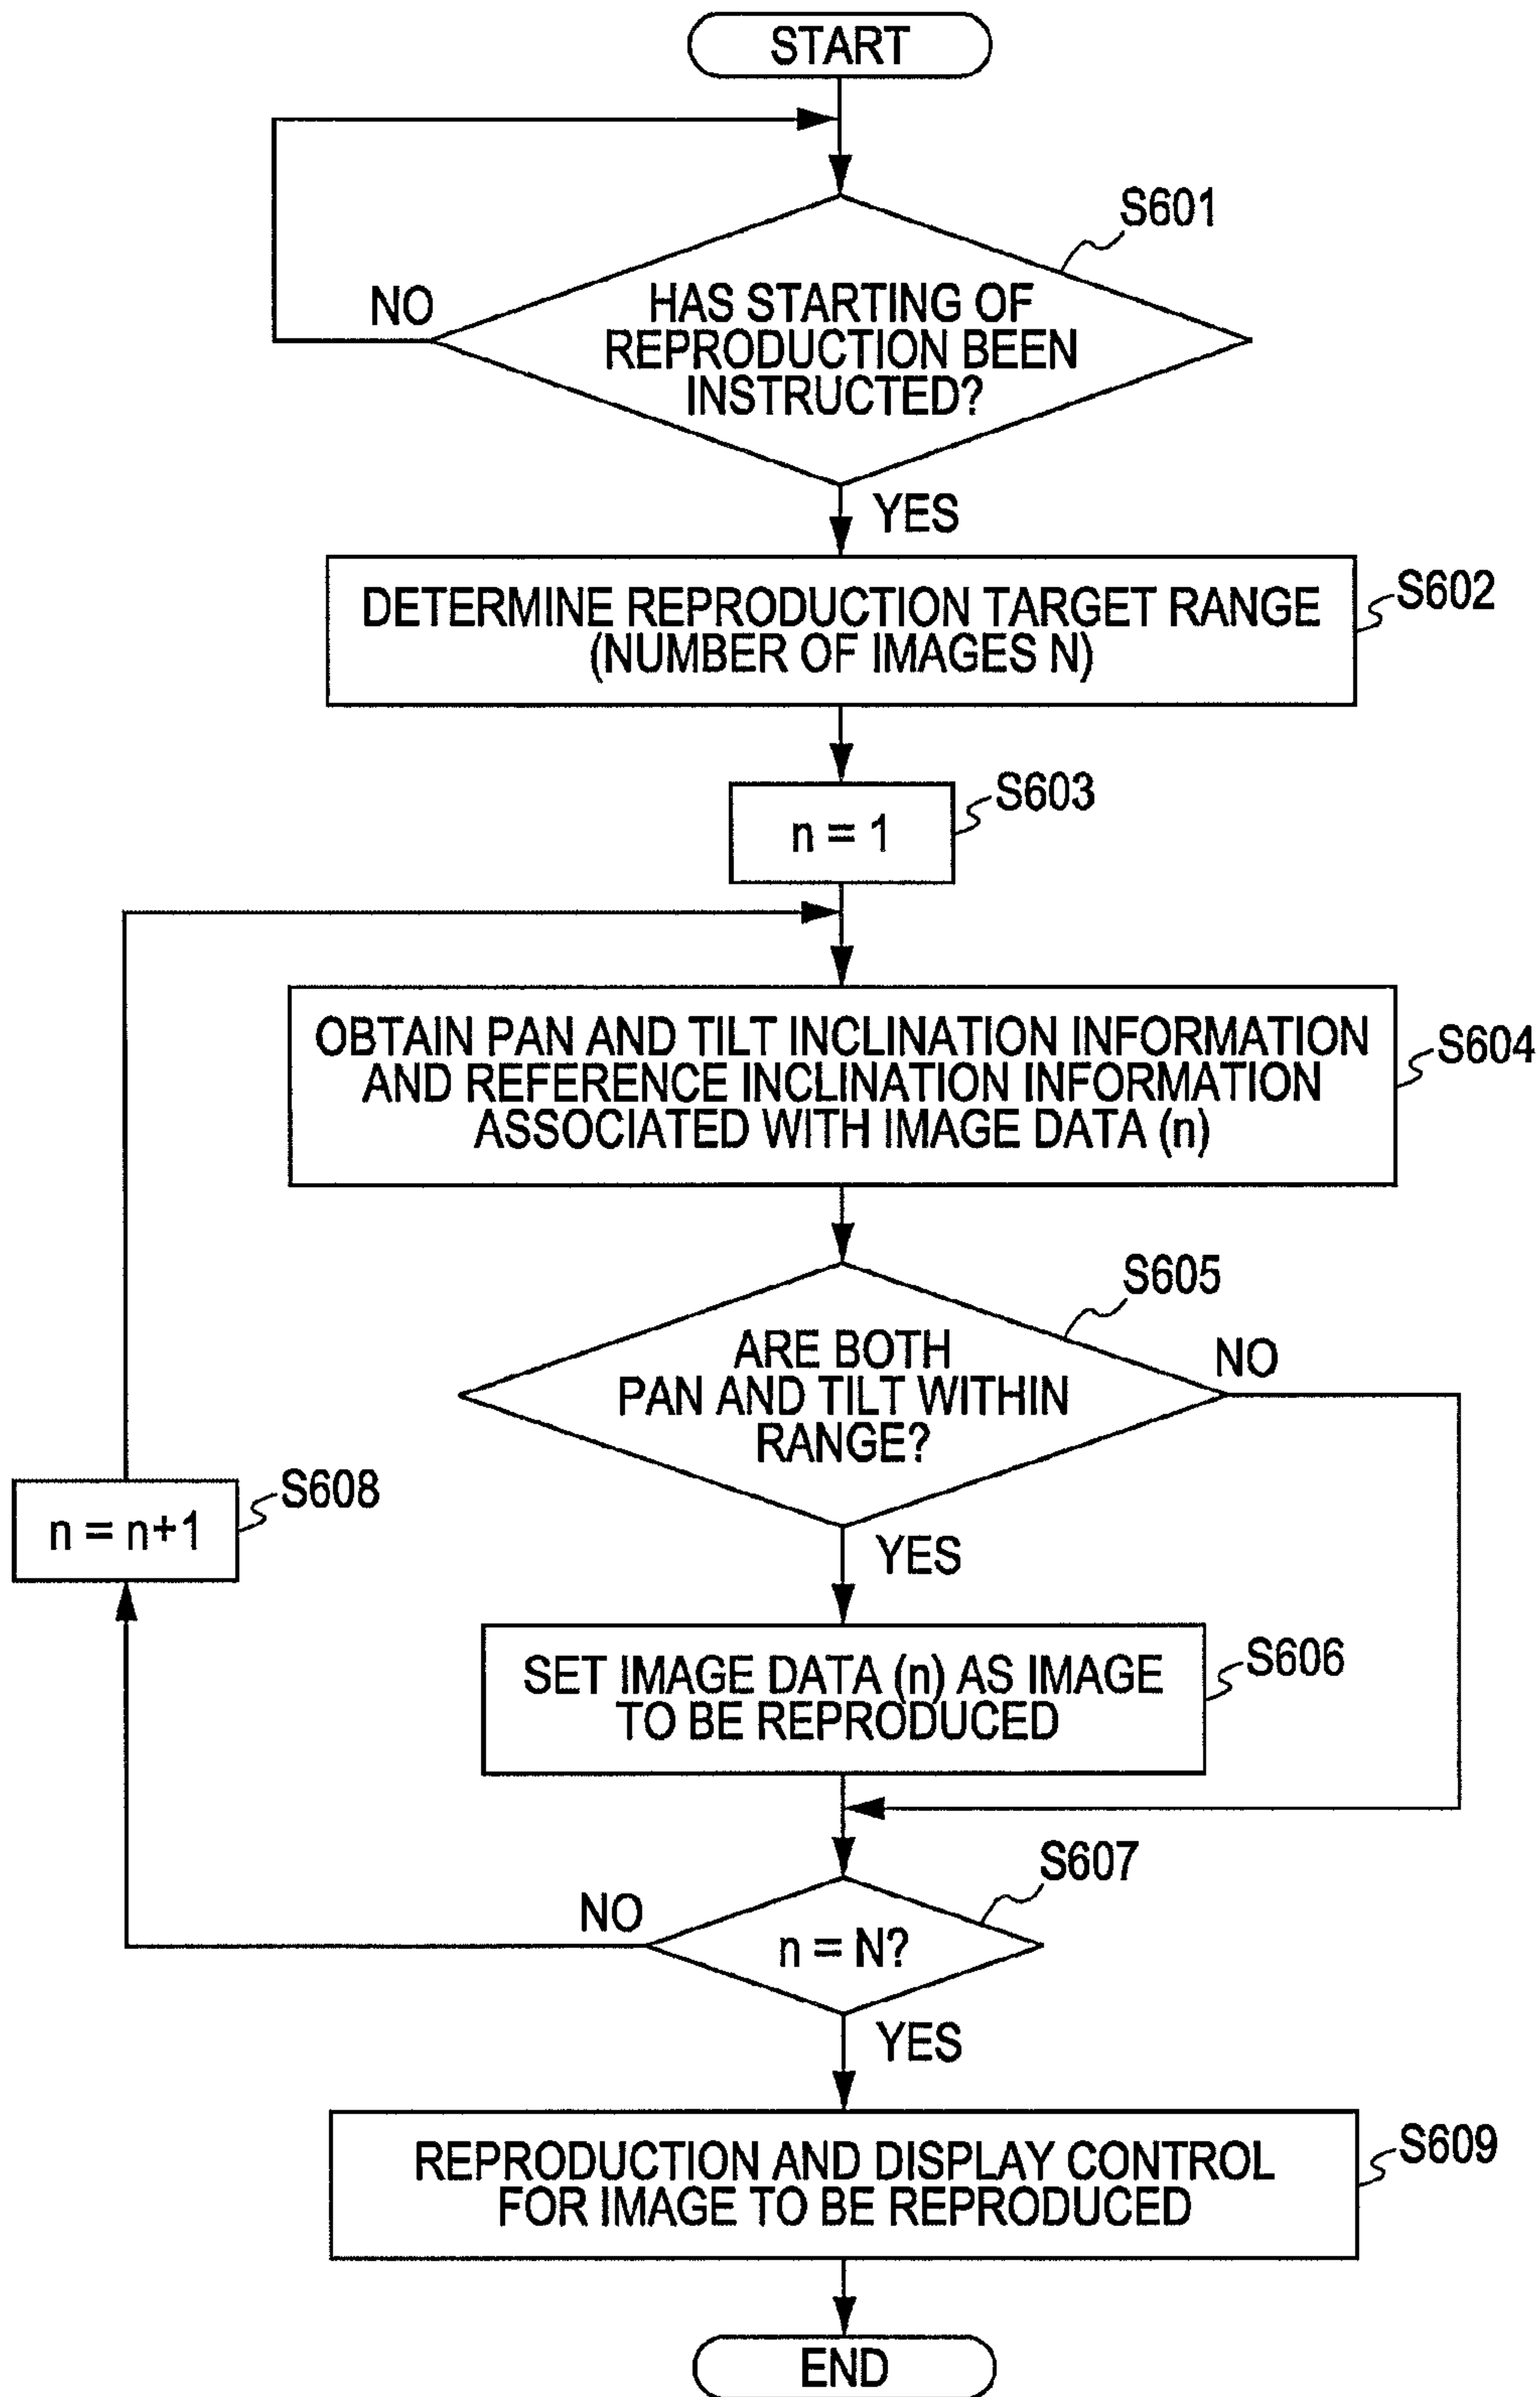 START
S601
NO
HAS STARTING OF
REPRODUCTION BEEN
INSTRUCTED?
YES
S602
DETERMINE REPRODUCTION TARGET RANGE
(NUMBER OF IMAGES N)
S603
n = 1
S604
OBTAIN PAN AND TILT INCLINATION INFORMATION
AND REFERENCE INCLINATION INFORMATION
ASSOCIATED WITH IMAGE DATA (n)
S605
ARE BOTH
PAN AND TILT WITHIN
RANGE?
NO
S608
n = n+1
YES
S606
SET IMAGE DATA (n) AS IMAGE
TO BE REPRODUCED
S607
NO
n = N?
YES
S609
REPRODUCTION AND DISPLAY CONTROL
FOR IMAGE TO BE REPRODUCED
END